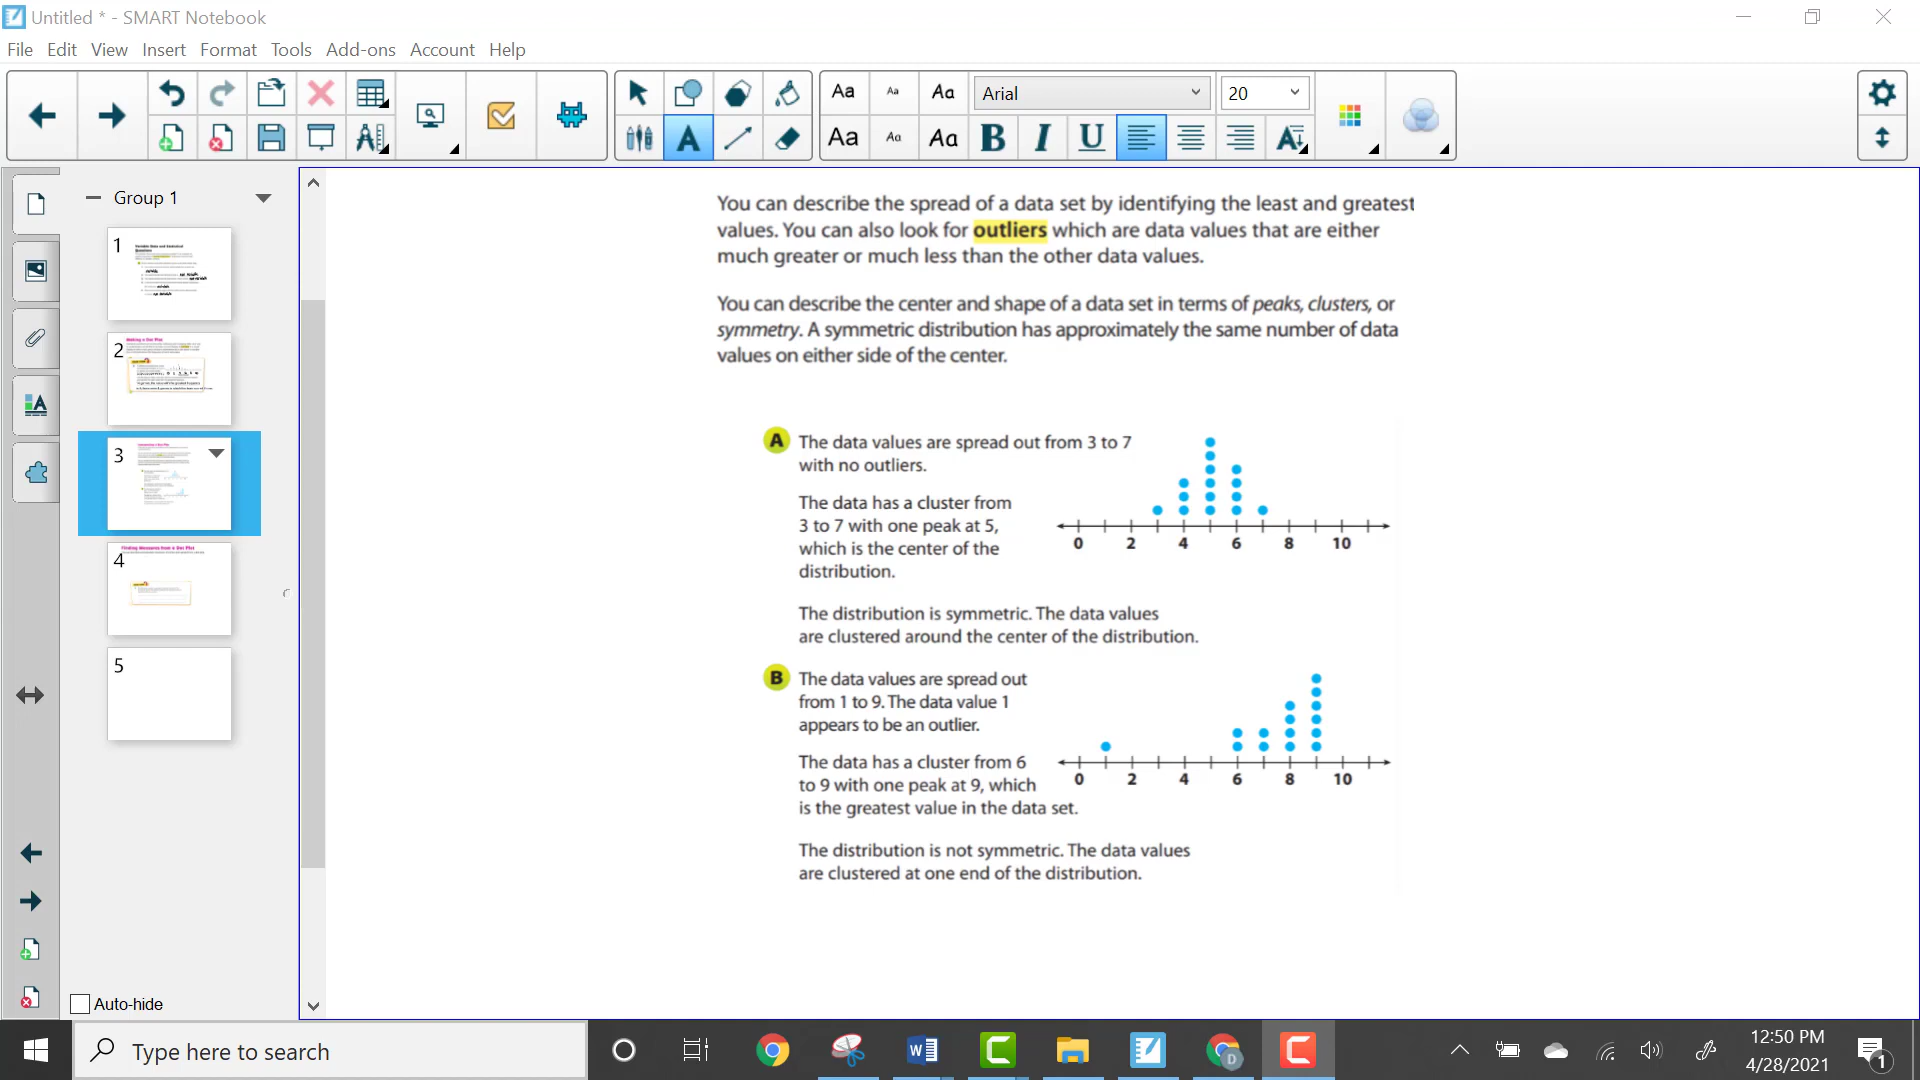 Untitled * - SMART Notebook
File Edit View Insert Format Tools Add-ons Account Help
Aa Aa Aa Arial 20
Aa Aa Aa B I U
Group 1
1
2
Making a Dot Plot
3
4
Finding Measures from a Dot Plot
5
Auto-hide
You can describe the spread of a data set by identifying the least and greatest
values. You can also look for outliers which are data values that are either
much greater or much less than the other data values.
You can describe the center and shape of a data set in terms of peaks, clusters, or
symmetry. A symmetric distribution has approximately the same number of data
values on either side of the center.
A The data values are spread out from 3 to 7
with no outliers.
The data has a cluster from
3 to 7 with one peak at 5,
which is the center of the
distribution.
0 2 4 6 8 10
The distribution is symmetric. The data values
are clustered around the center of the distribution.
B The data values are spread out
from 1 to 9. The data value 1
appears to be an outlier.
The data has a cluster from 6
to 9 with one peak at 9, which
is the greatest value in the data set.
0 2 4 6 8 10
The distribution is not symmetric. The data values
are clustered at one end of the distribution.
Type here to search
12:50 PM
4/28/2021
1